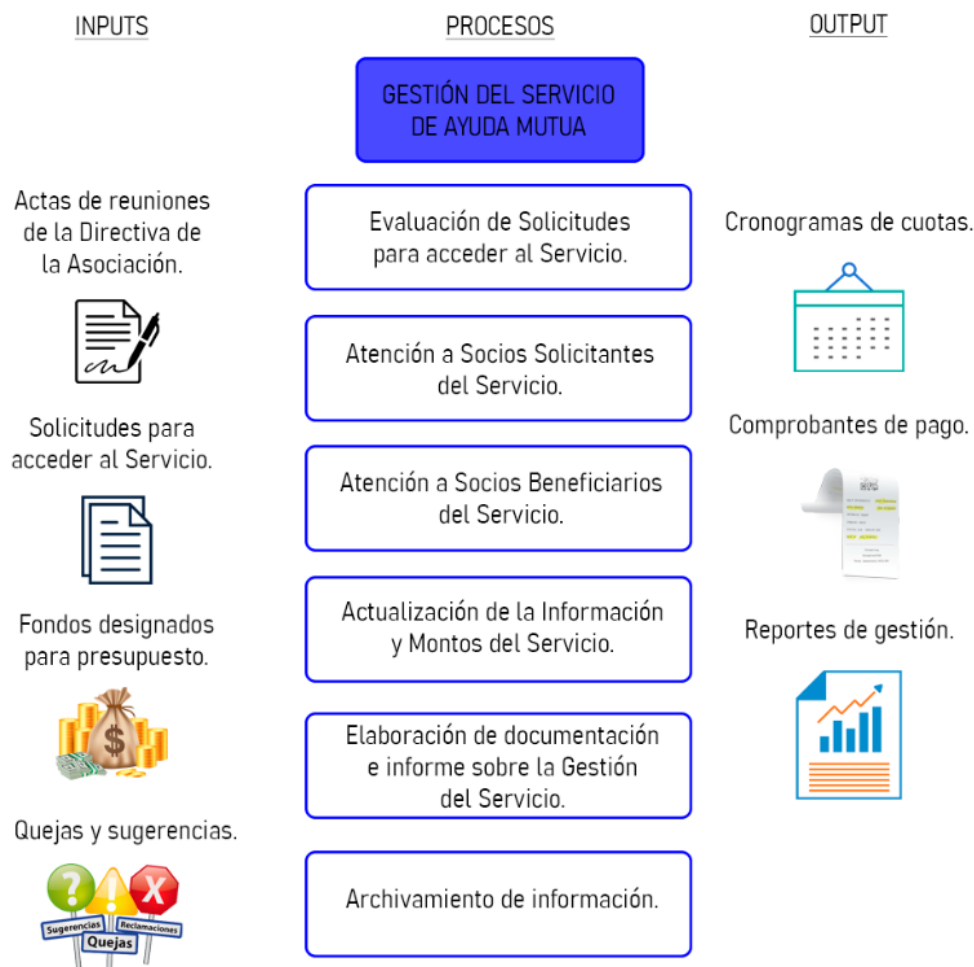 INPUTS
PROCESOS
OUTPUT
GESTIÓN DEL SERVICIO
DE AYUDA MUTUA
Actas de reuniones
de la Directiva de
la Asociación.
Solicitudes para
acceder al Servicio.
Fondos designados
para presupuesto.
$
Quejas y sugerencias.
?
!
X
Sugerencias
Reclamaciones
Quejas
Evaluación de Solicitudes
para acceder al Servicio.
Atención a Socios Solicitantes
del Servicio.
Atención a Socios Beneficiarios
del Servicio.
Actualización de la Información
y Montos del Servicio.
Elaboración de documentación
e informe sobre la Gestión
del Servicio.
Archivamiento de información.
Cronogramas de cuotas.
Comprobantes de pago.
Reportes de gestión.